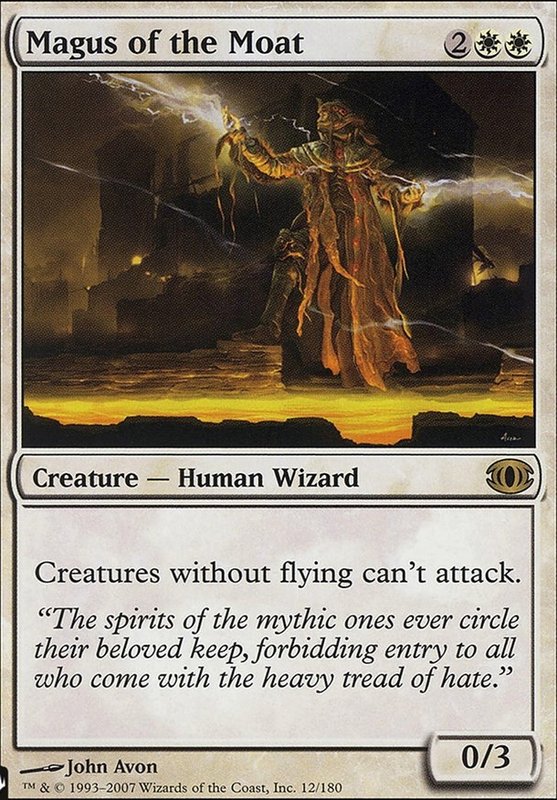 Magus of the Moat 2
Creature — Human Wizard
Creatures without flying can't attack.
“The spirits of the mythic ones ever circle
their beloved keep, forbidding entry to all
who come with the heavy tread of hate.”
0/3
John Avon
™ & © 1993–2007 Wizards of the Coast, Inc. 12/180